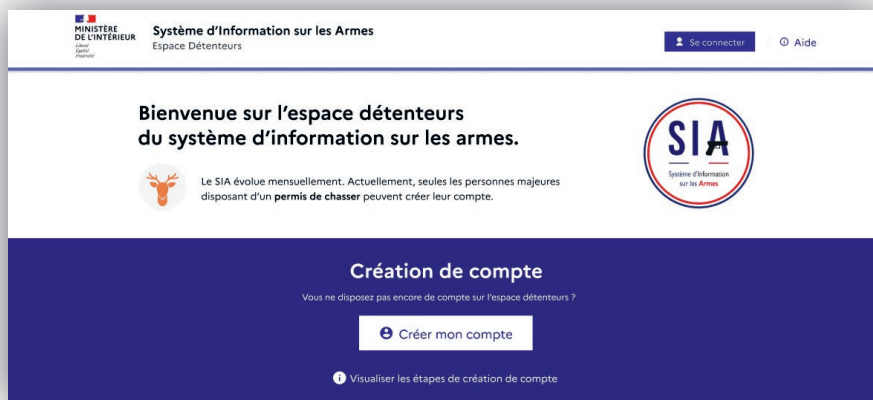 MINISTÈRE
DE L'INTÉRIEUR
Liberté
Égalité
Fraternité
Système d'Information sur les Armes
Espace Détenteurs
Se connecter
Aide
Bienvenue sur l'espace détenteurs
du système d'information sur les armes.
Le SIA évolue mensuellement. Actuellement, seules les personnes majeures
disposant d'un permis de chasser peuvent créer leur compte.
SIA
Système d'Information
sur les Armes
Création de compte
Vous ne disposez pas encore de compte sur l'espace détenteurs ?
Créer mon compte
Visualiser les étapes de création de compte